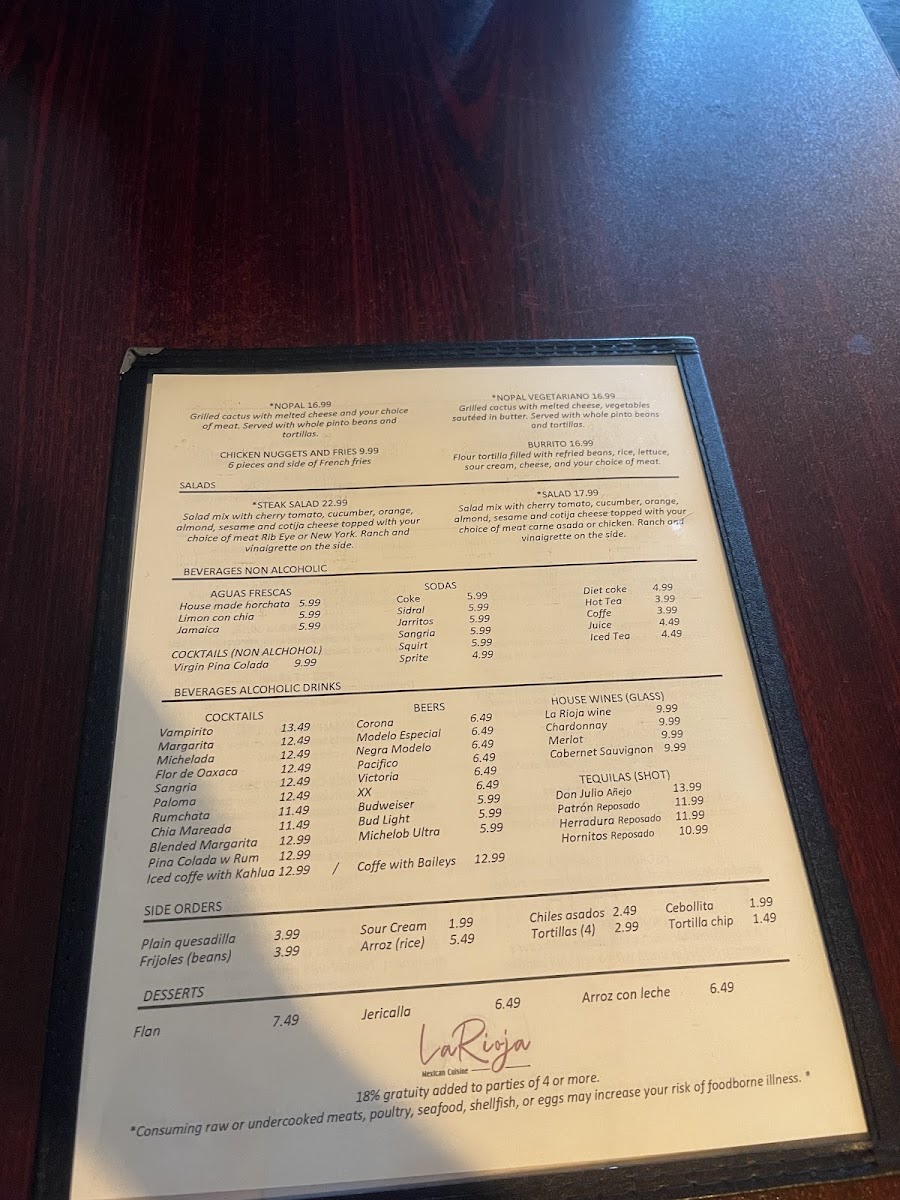 *NOPAL 16.99
Grilled cactus with melted cheese and your choice
of meat. Served with whole pinto beans and
tortillas.
*NOPAL VEGETARIANO 16.99
Grilled cactus with melted cheese, vegetables
sautéed in butter. Served with whole pinto beans
and tortillas.
CHICKEN NUGGETS AND FRIES 9.99
6 pieces and side of French fries
BURRITO 16.99
Flour tortilla filled with refried beans, rice, lettuce,
sour cream, cheese, and your choice of meat.
SALADS
*STEAK SALAD 22.99
Salad mix with cherry tomato, cucumber, orange,
almond, sesame and cotija cheese topped with your
choice of meat Rib Eye or New York. Ranch and
vinaigrette on the side.
*SALAD 17.99
Salad mix with cherry tomato, cucumber, orange,
almond, sesame and cotija cheese topped with your
choice of meat carne asada or chicken. Ranch and
vinaigrette on the side.
BEVERAGES NON ALCOHOLIC
AGUAS FRESCAS
House made horchata 5.99
Limon con chia 5.99
Jamaica 5.99
COCKTAILS (NON ALCHOHOL)
Virgin Pina Colada 9.99
SODAS
Coke 5.99
Sidral 5.99
Jarritos 5.99
Sangria 5.99
Squirt 5.99
Sprite 4.99
Diet coke 4.99
Hot Tea 3.99
Coffe 3.99
Juice 4.49
Iced Tea 4.49
BEVERAGES ALCOHOLIC DRINKS
COCKTAILS
Vampirito 13.49
Margarita 12.49
Michelada 12.49
Flor de Oaxaca 12.49
Sangria 12.49
Paloma 12.49
Rumchata 11.49
Chia Mareada 11.49
Blended Margarita 12.99
Pina Colada w Rum 12.99
Iced coffe with Kahlua 12.99 / Coffe with Baileys 12.99
BEERS
Corona 6.49
Modelo Especial 6.49
Negra Modelo 6.49
Pacifico 6.49
Victoria 6.49
XX 6.49
Budweiser 5.99
Bud Light 5.99
Michelob Ultra 5.99
HOUSE WINES (GLASS)
La Rioja wine 9.99
Chardonnay 9.99
Merlot 9.99
Cabernet Sauvignon 9.99
TEQUILAS (SHOT)
Don Julio Añejo 13.99
Patrón Reposado 11.99
Herradura Reposado 11.99
Hornitos Reposado 10.99
SIDE ORDERS
Plain quesadilla 3.99
Frijoles (beans) 3.99
Sour Cream 1.99
Arroz (rice) 5.49
Chiles asados 2.49
Tortillas (4) 2.99
Cebollita 1.99
Tortilla chip 1.49
DESSERTS
Flan 7.49
Jericalla 6.49
Arroz con leche 6.49
LaRioja
Mexican Cuisine
18% gratuity added to parties of 4 or more.
*Consuming raw or undercooked meats, poultry, seafood, shellfish, or eggs may increase your risk of foodborne illness. *